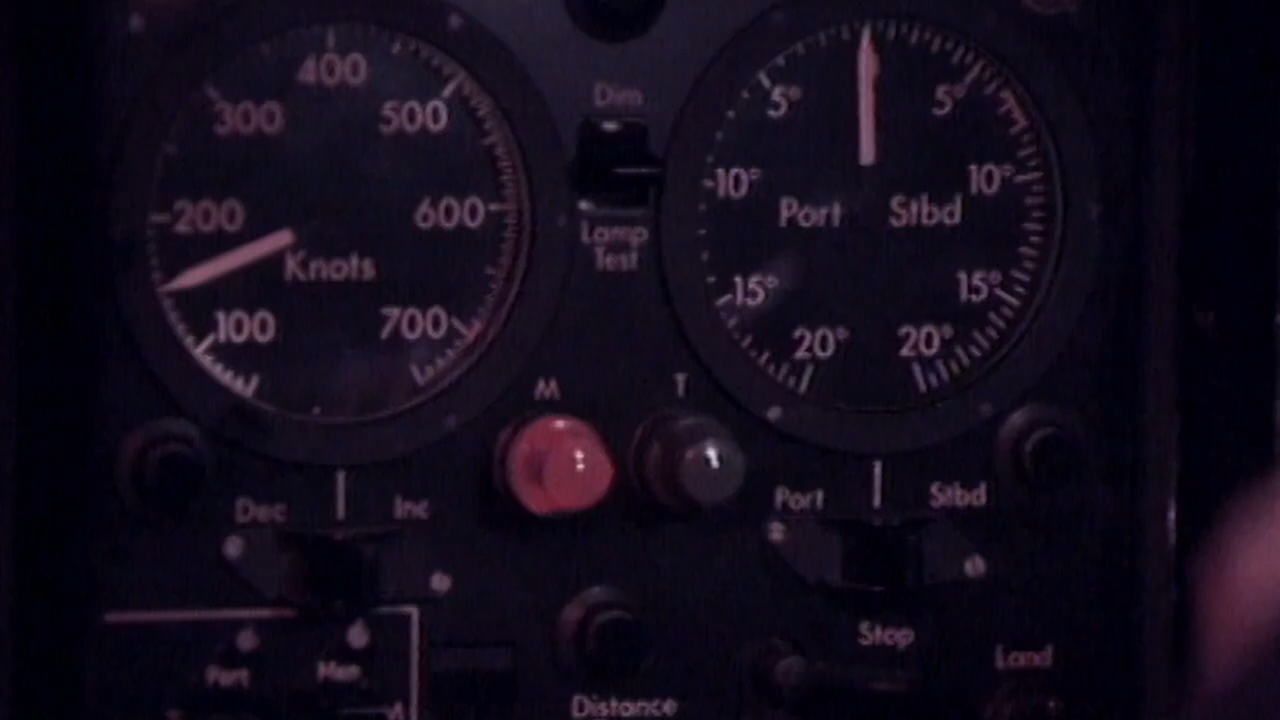 400
300
500
200
600
Knots
100
700
Dim
Lamp
Test
5° 5°
10° 10°
Port Stbd
15° 15°
20° 20°
M T
Dec Inc
Port Stbd
Stop
Land
Port Man
Distance